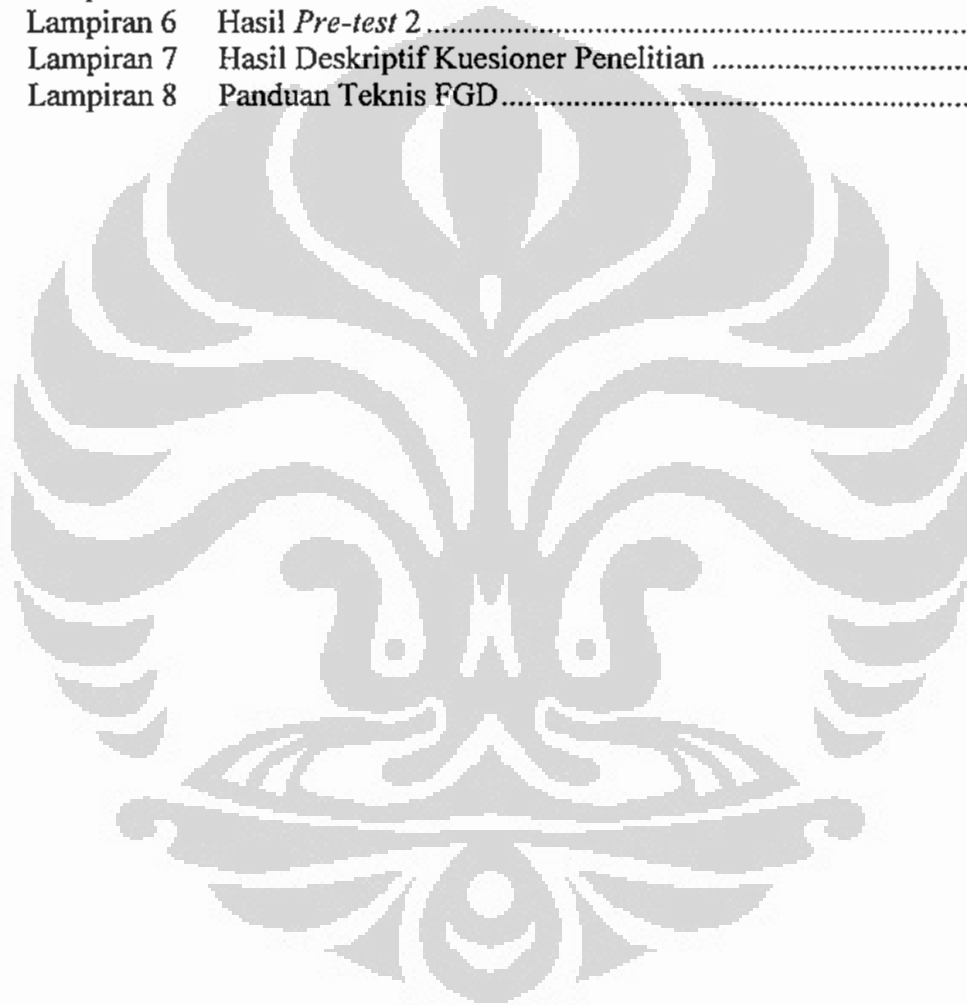 Lampiran 6 Hasil Pre-test 2................................................................................
Lampiran 7 Hasil Deskriptif Kuesioner Penelitian .......................................
Lampiran 8 Panduan Teknis FGD......................................................................